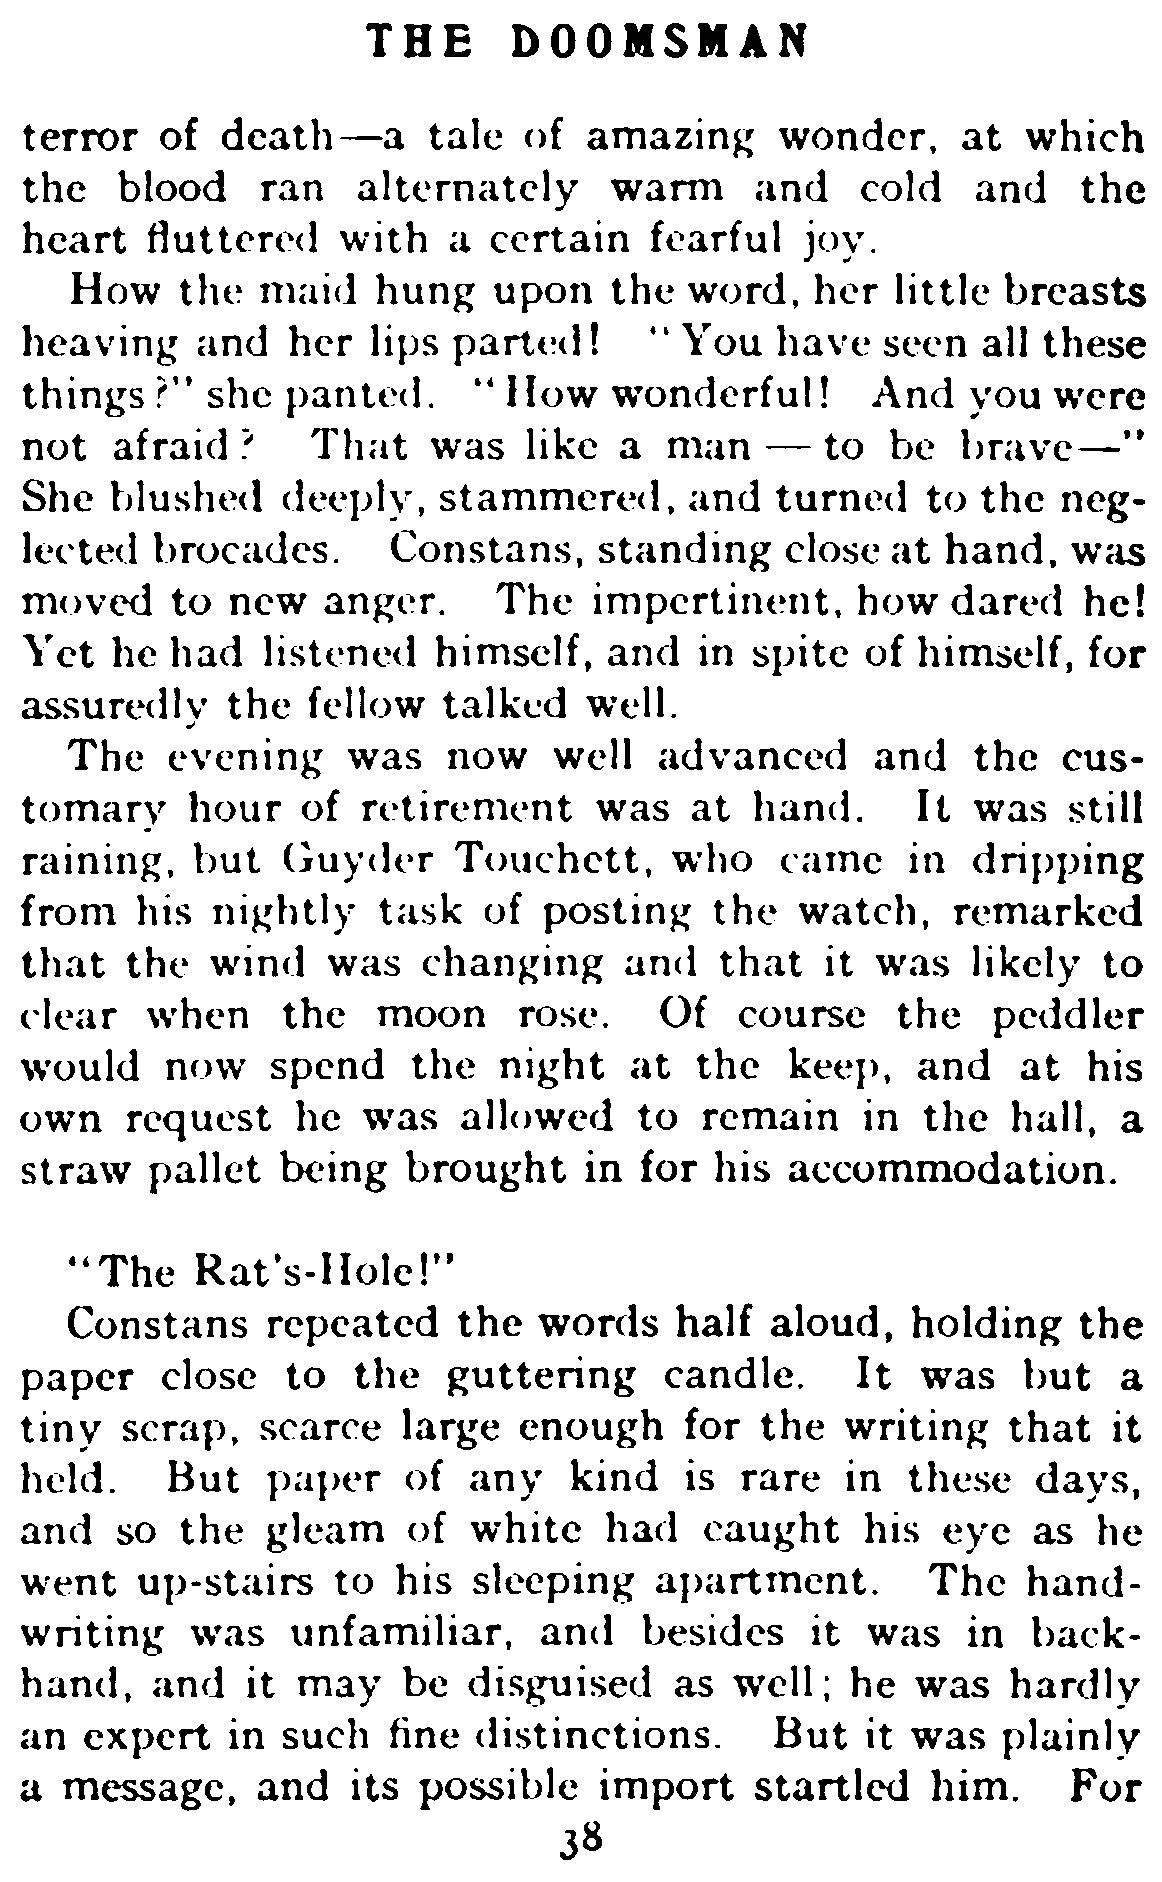 THE DOOMSMAN
terror of death—a tale of amazing wonder, at which
the blood ran alternately warm and cold and the
heart fluttered with a certain fearful joy.
How the maid hung upon the word, her little breasts
heaving and her lips parted! "You have seen all these
things?" she panted. "How wonderful! And you were
not afraid? That was like a man — to be brave—"
She blushed deeply, stammered, and turned to the neg-
lected brocades. Constans, standing close at hand, was
moved to new anger. The impertinent, how dared he!
Yet he had listened himself, and in spite of himself, for
assuredly the fellow talked well.
The evening was now well advanced and the cus-
tomary hour of retirement was at hand. It was still
raining, but Guyder Touchett, who came in dripping
from his nightly task of posting the watch, remarked
that the wind was changing and that it was likely to
clear when the moon rose. Of course the peddler
would now spend the night at the keep, and at his
own request he was allowed to remain in the hall, a
straw pallet being brought in for his accommodation.
"The Rat's-Hole!"
Constans repeated the words half aloud, holding the
paper close to the guttering candle. It was but a
tiny scrap, scarce large enough for the writing that it
held. But paper of any kind is rare in these days,
and so the gleam of white had caught his eye as he
went up-stairs to his sleeping apartment. The hand-
writing was unfamiliar, and besides it was in back-
hand, and it may be disguised as well; he was hardly
an expert in such fine distinctions. But it was plainly
a message, and its possible import startled him. For
38